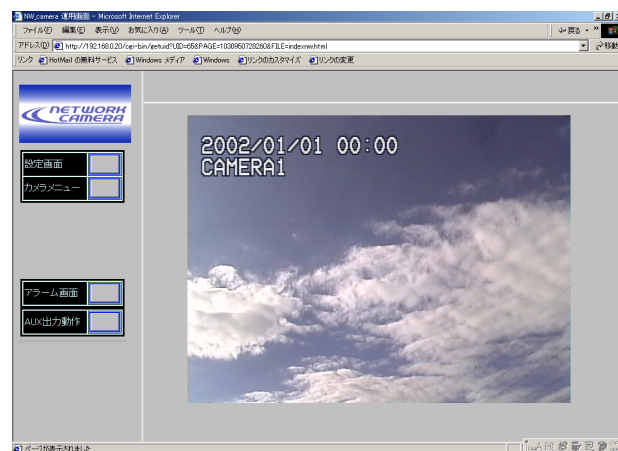 NW_camera 運用画面 - Microsoft Internet Explorer
ファイル(F) 編集(E) 表示(V) お気に入り(A) ツール(T) ヘルプ(H)
戻る
アドレス(D) http://192.168.0.20/cgi-bin/getuid?UID=65&PAGE=1030950728260&FILE=indexnw.html
移動
リンク HotMail の無料サービス Windows メディア Windows リンクのカスタマイズ リンクの変更
NETWORK
CAMERA
2002/01/01 00:00
CAMERA1
設定画面
カメラメニュー
アラーム画面
AUX出力動作
ページが表示されました